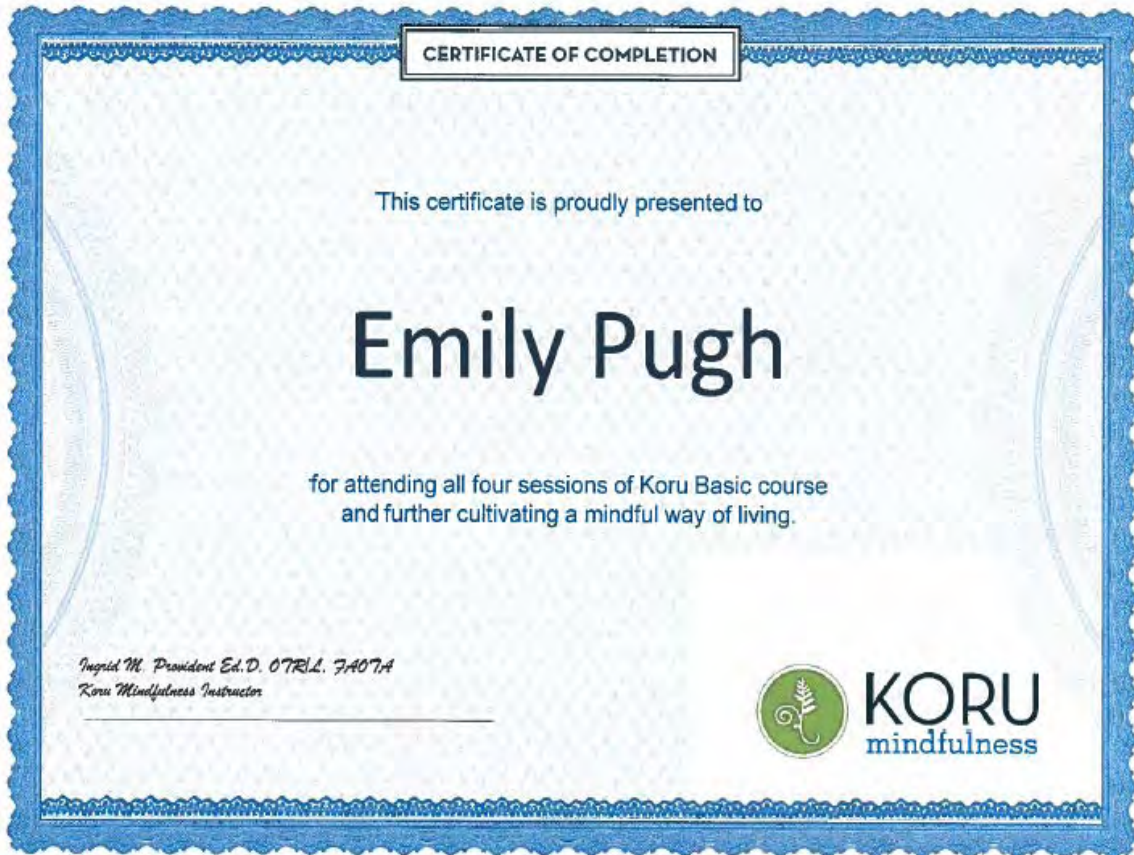 CERTIFICATE OF COMPLETION
This certificate is proudly presented to
Emily Pugh
for attending all four sessions of Koru Basic course
and further cultivating a mindful way of living.
Ingrid M. Provident Ed.D. OTR/L, FAOTA
Koru Mindfulness Instructor
KORU
mindfulness